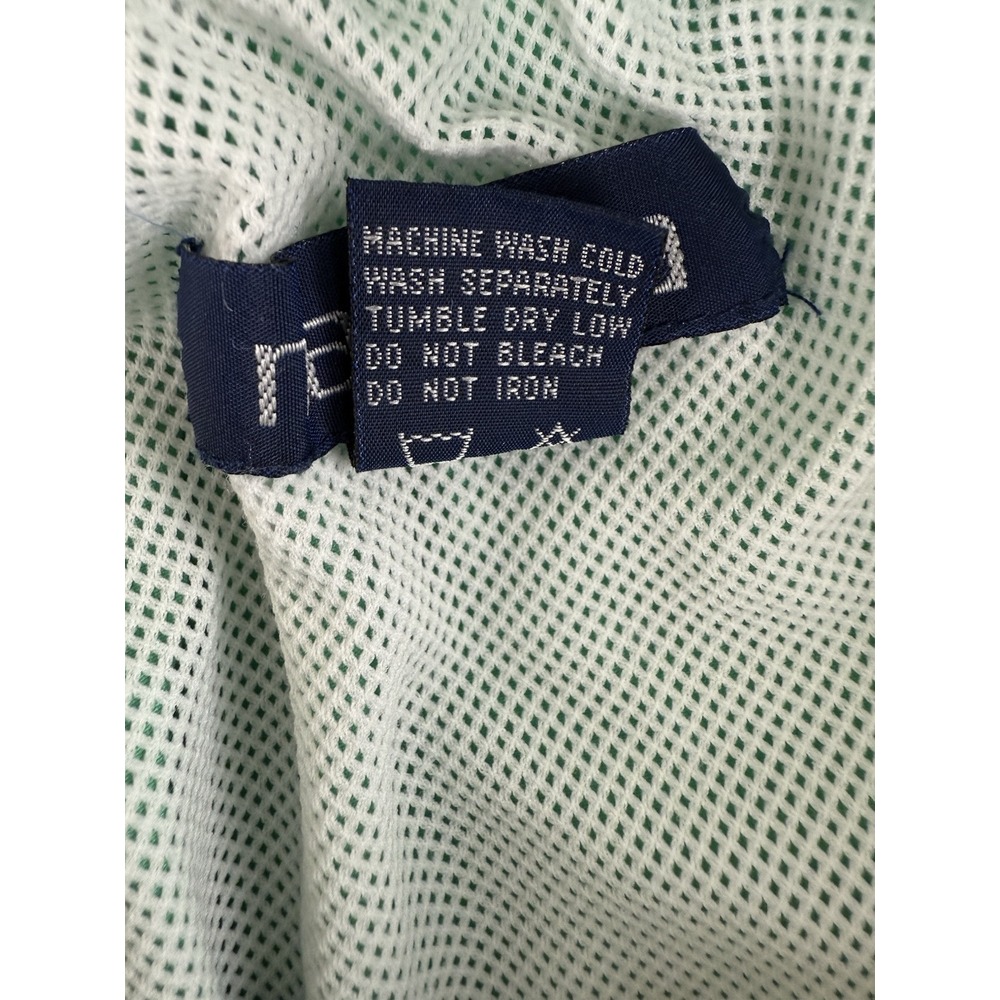 MACHINE WASH COLD
WASH SEPARATELY
TUMBLE DRY LOW
DO NOT BLEACH
DO NOT IRON